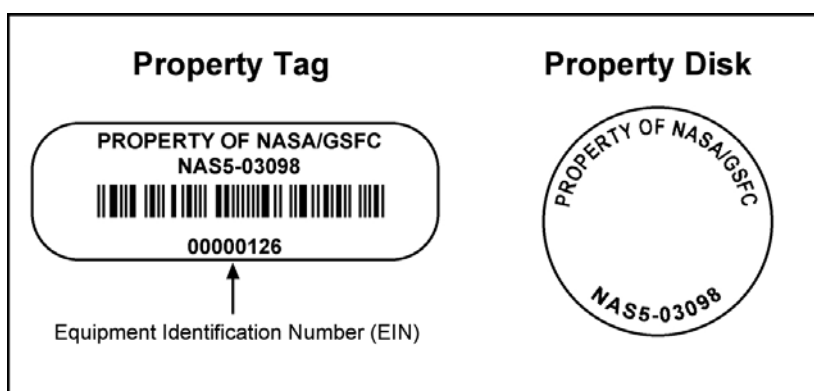 Property Tag
PROPERTY OF NASA/GSFC
NAS5-03098
00000126
Equipment Identification Number (EIN)
Property Disk
PROPERTY OF NASA/GSFC
NAS5-03098